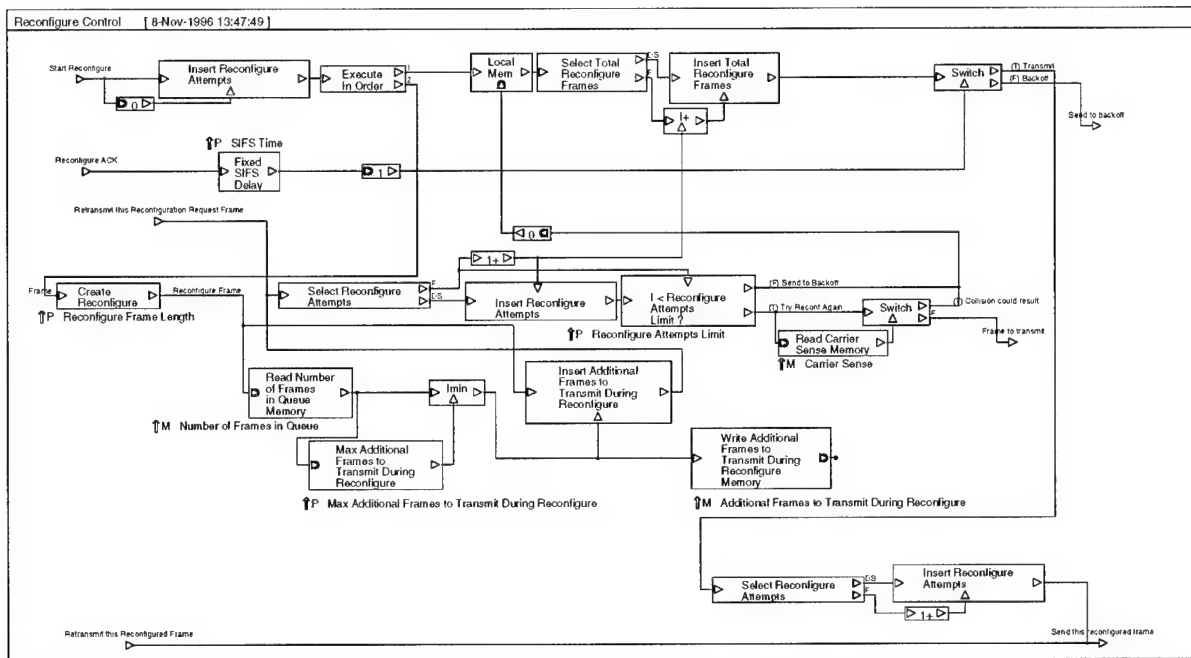 Reconfigure Control [ 8-Nov-1996 13:47:49]
Start Reconfigure
Insert Reconfigure
Attempts
0
Execute
In Order
1
2
Local
Mem
Select Total
Reconfigure
Frames
D-S
F
Insert Total
Reconfigure
Frames
1+
Switch
(T) Transmit
(F) Backoff
Send to backoff
⇑P SIFS Time
Reconfigure ACK
Fixed
SIFS
Delay
1
Retransmit this Reconfiguration Request Frame
0
1+
Frame
Create
Reconfigure
Reconfigure Frame
⇑P Reconfigure Frame Length
Select Reconfigure
Attempts
F
D-S
Insert Reconfigure
Attempts
I < Reconfigure
Attempts
Limit ?
(F) Send to Backoff
(T) Try Reconf Again
⇑P Reconfigure Attempts Limit
Switch
(T) Collision could result
F
Frame to transmit
Read Carrier
Sense Memory
⇑M Carrier Sense
Read Number
of Frames
in Queue
Memory
⇑M Number of Frames in Queue
Imin
Insert Additional
Frames to
Transmit During
Reconfigure
Max Additional
Frames to
Transmit During
Reconfigure
⇑P Max Additional Frames to Transmit During Reconfigure
Write Additional
Frames to
Transmit During
Reconfigure
Memory
⇑M Additional Frames to Transmit During Reconfigure
Select Reconfigure
Attempts
D-S
F
Insert Reconfigure
Attempts
1+
Retransmit this Reconfigured Frame
Send this reconfigured frame